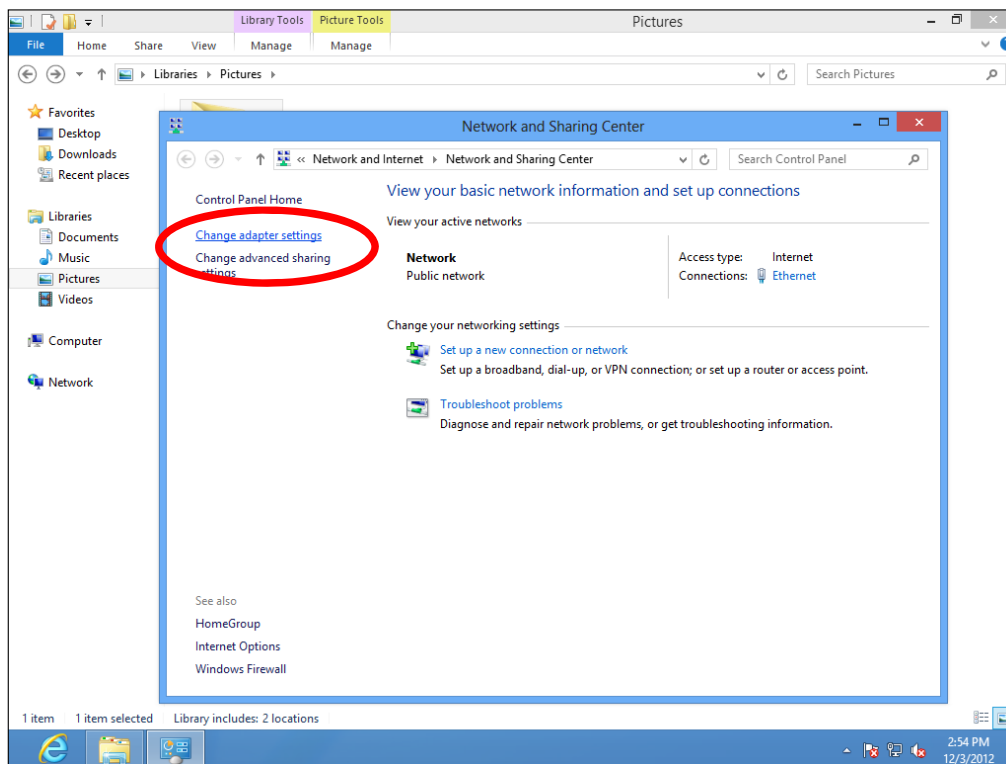 Library Tools Picture Tools Pictures
File Home Share View Manage Manage
Libraries Pictures Search Pictures
Favorites
Desktop
Downloads
Recent places
Libraries
Documents
Music
Pictures
Videos
Computer
Network
Network and Sharing Center
« Network and Internet Network and Sharing Center Search Control Panel
Control Panel Home
Change adapter settings
Change advanced sharing
settings
View your basic network information and set up connections
View your active networks
Network
Public network
Access type: Internet
Connections: Ethernet
Change your networking settings
Set up a new connection or network
Set up a broadband, dial-up, or VPN connection; or set up a router or access point.
Troubleshoot problems
Diagnose and repair network problems, or get troubleshooting information.
See also
HomeGroup
Internet Options
Windows Firewall
1 item 1 item selected Library includes: 2 locations
2:54 PM
12/3/2012